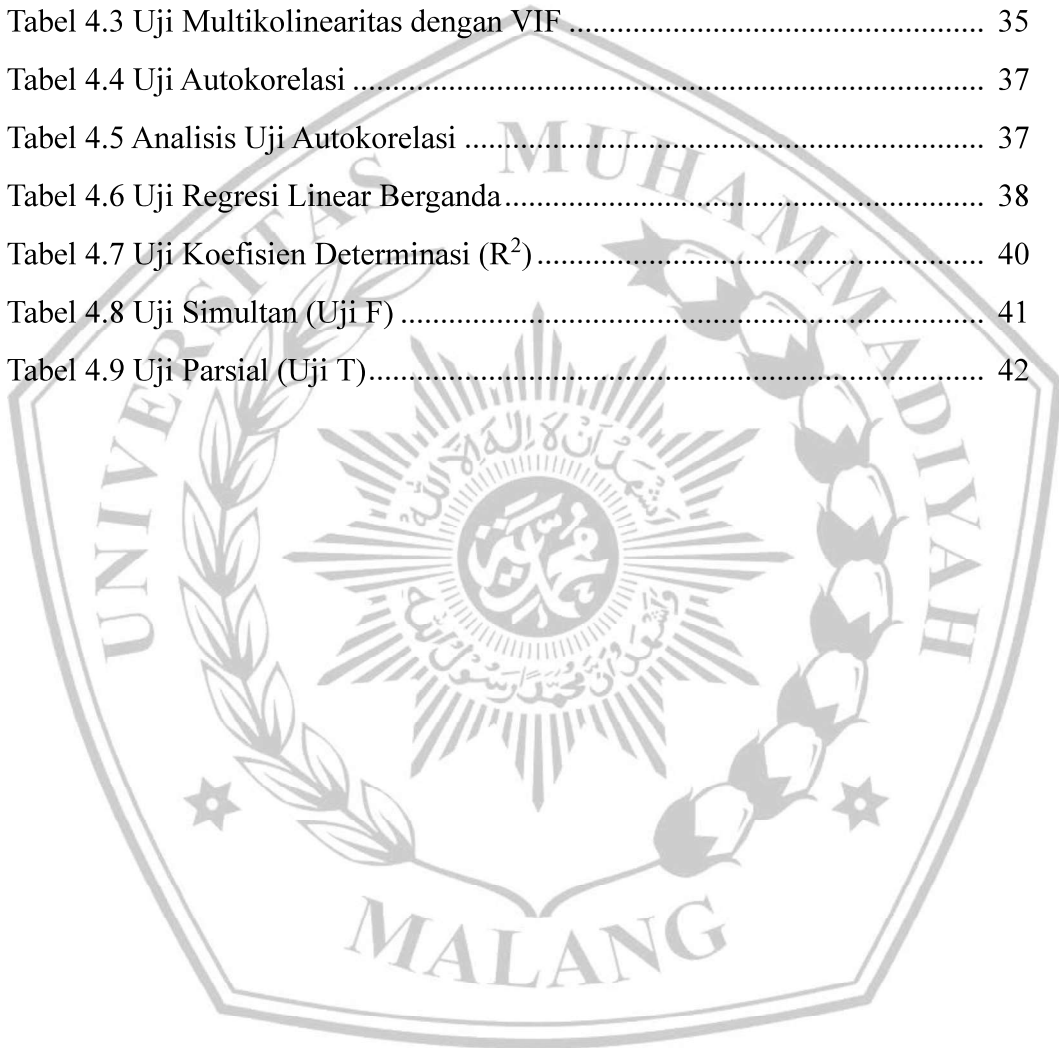 Tabel 4.3 Uji Multikolinearitas dengan VIF .................................................... 35
Tabel 4.4 Uji Autokorelasi ............................................................................... 37
Tabel 4.5 Analisis Uji Autokorelasi ................................................................. 37
Tabel 4.6 Uji Regresi Linear Berganda ............................................................ 38
Tabel 4.7 Uji Koefisien Determinasi (R²) ........................................................ 40
Tabel 4.8 Uji Simultan (Uji F) ......................................................................... 41
Tabel 4.9 Uji Parsial (Uji T) ............................................................................. 42
UNIVERSITAS MUHAMMADIYAH
MALANG